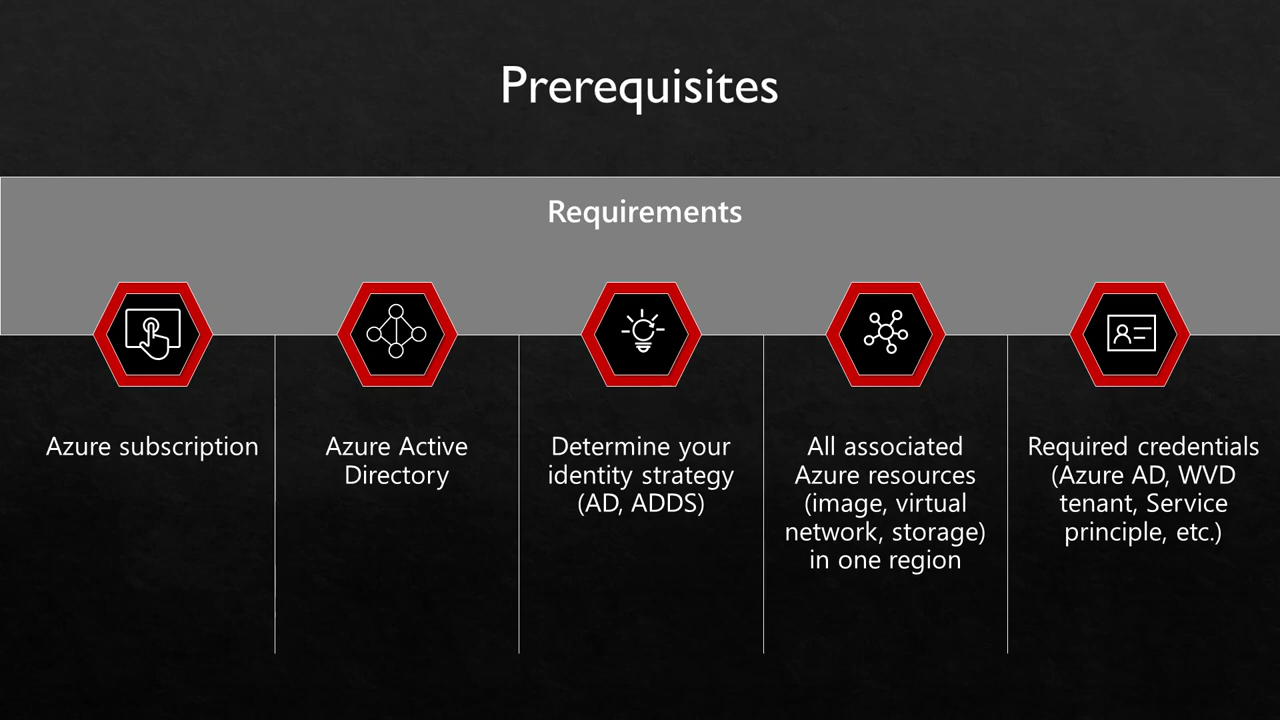 Prerequisites
Requirements
Azure subscription
Azure Active
Directory
Determine your
identity strategy
(AD, ADDS)
All associated
Azure resources
(image, virtual
network, storage)
in one region
Required credentials
(Azure AD, WVD
tenant, Service
principle, etc.)